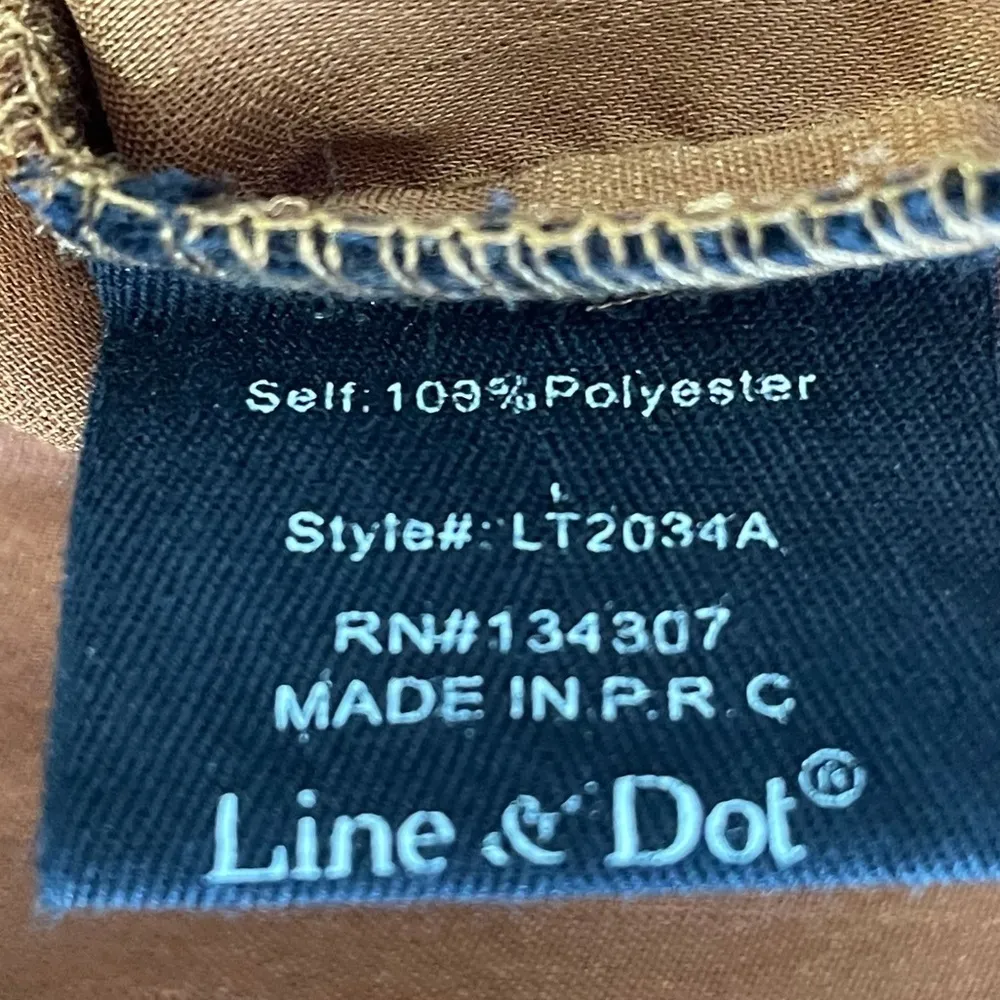 Self: 100% Polyester
Style#: LT2034A
RN#134307
MADE IN P.R.C
Line & Dot®